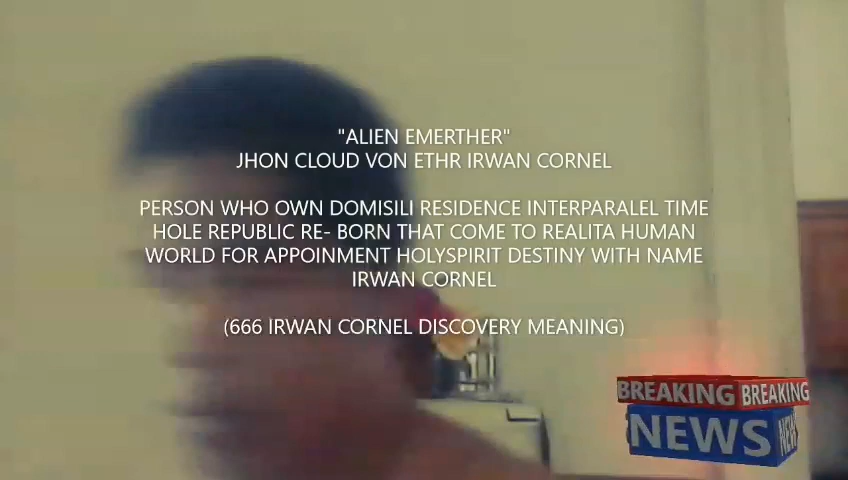 "ALIEN EMERTHER"
JHON CLOUD VON ETHR IRWAN CORNEL
PERSON WHO OWN DOMISILI RESIDENCE INTERPARALEL TIME
HOLE REPUBLIC RE- BORN THAT COME TO REALITA HUMAN
WORLD FOR APPOINMENT HOLYSPIRIT DESTINY WITH NAME
IRWAN CORNEL
(666 IRWAN CORNEL DISCOVERY MEANING)
BREAKING BREAKING
NEWS NEWS